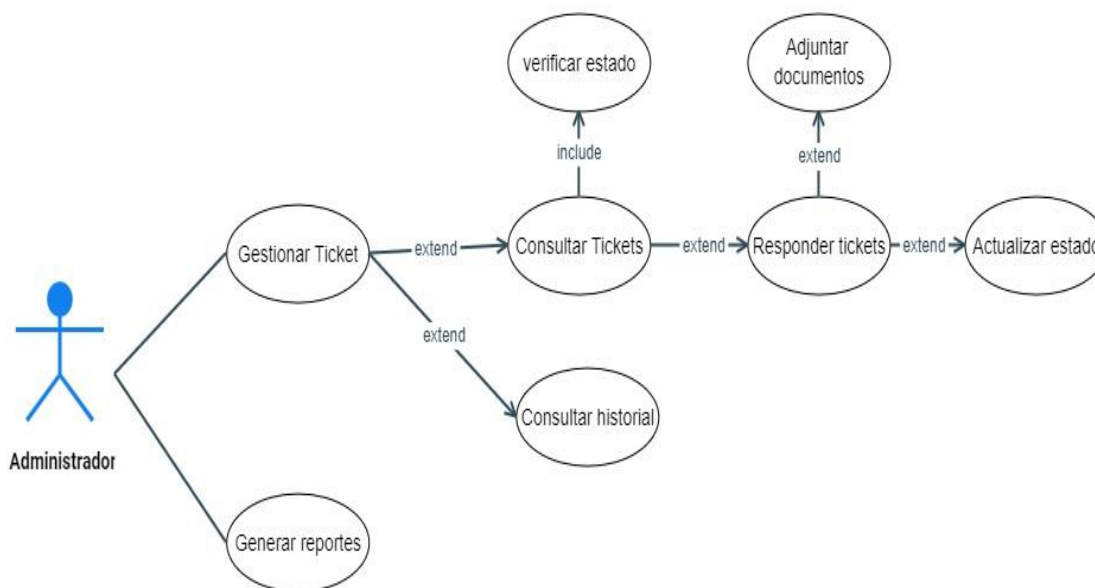 verificar estado
Adjuntar
documentos
include
extend
Gestionar Ticket
extend
Consultar Tickets
extend
Responder tickets
extend
Actualizar estado
extend
Consultar historial
Administrador
Generar reportes